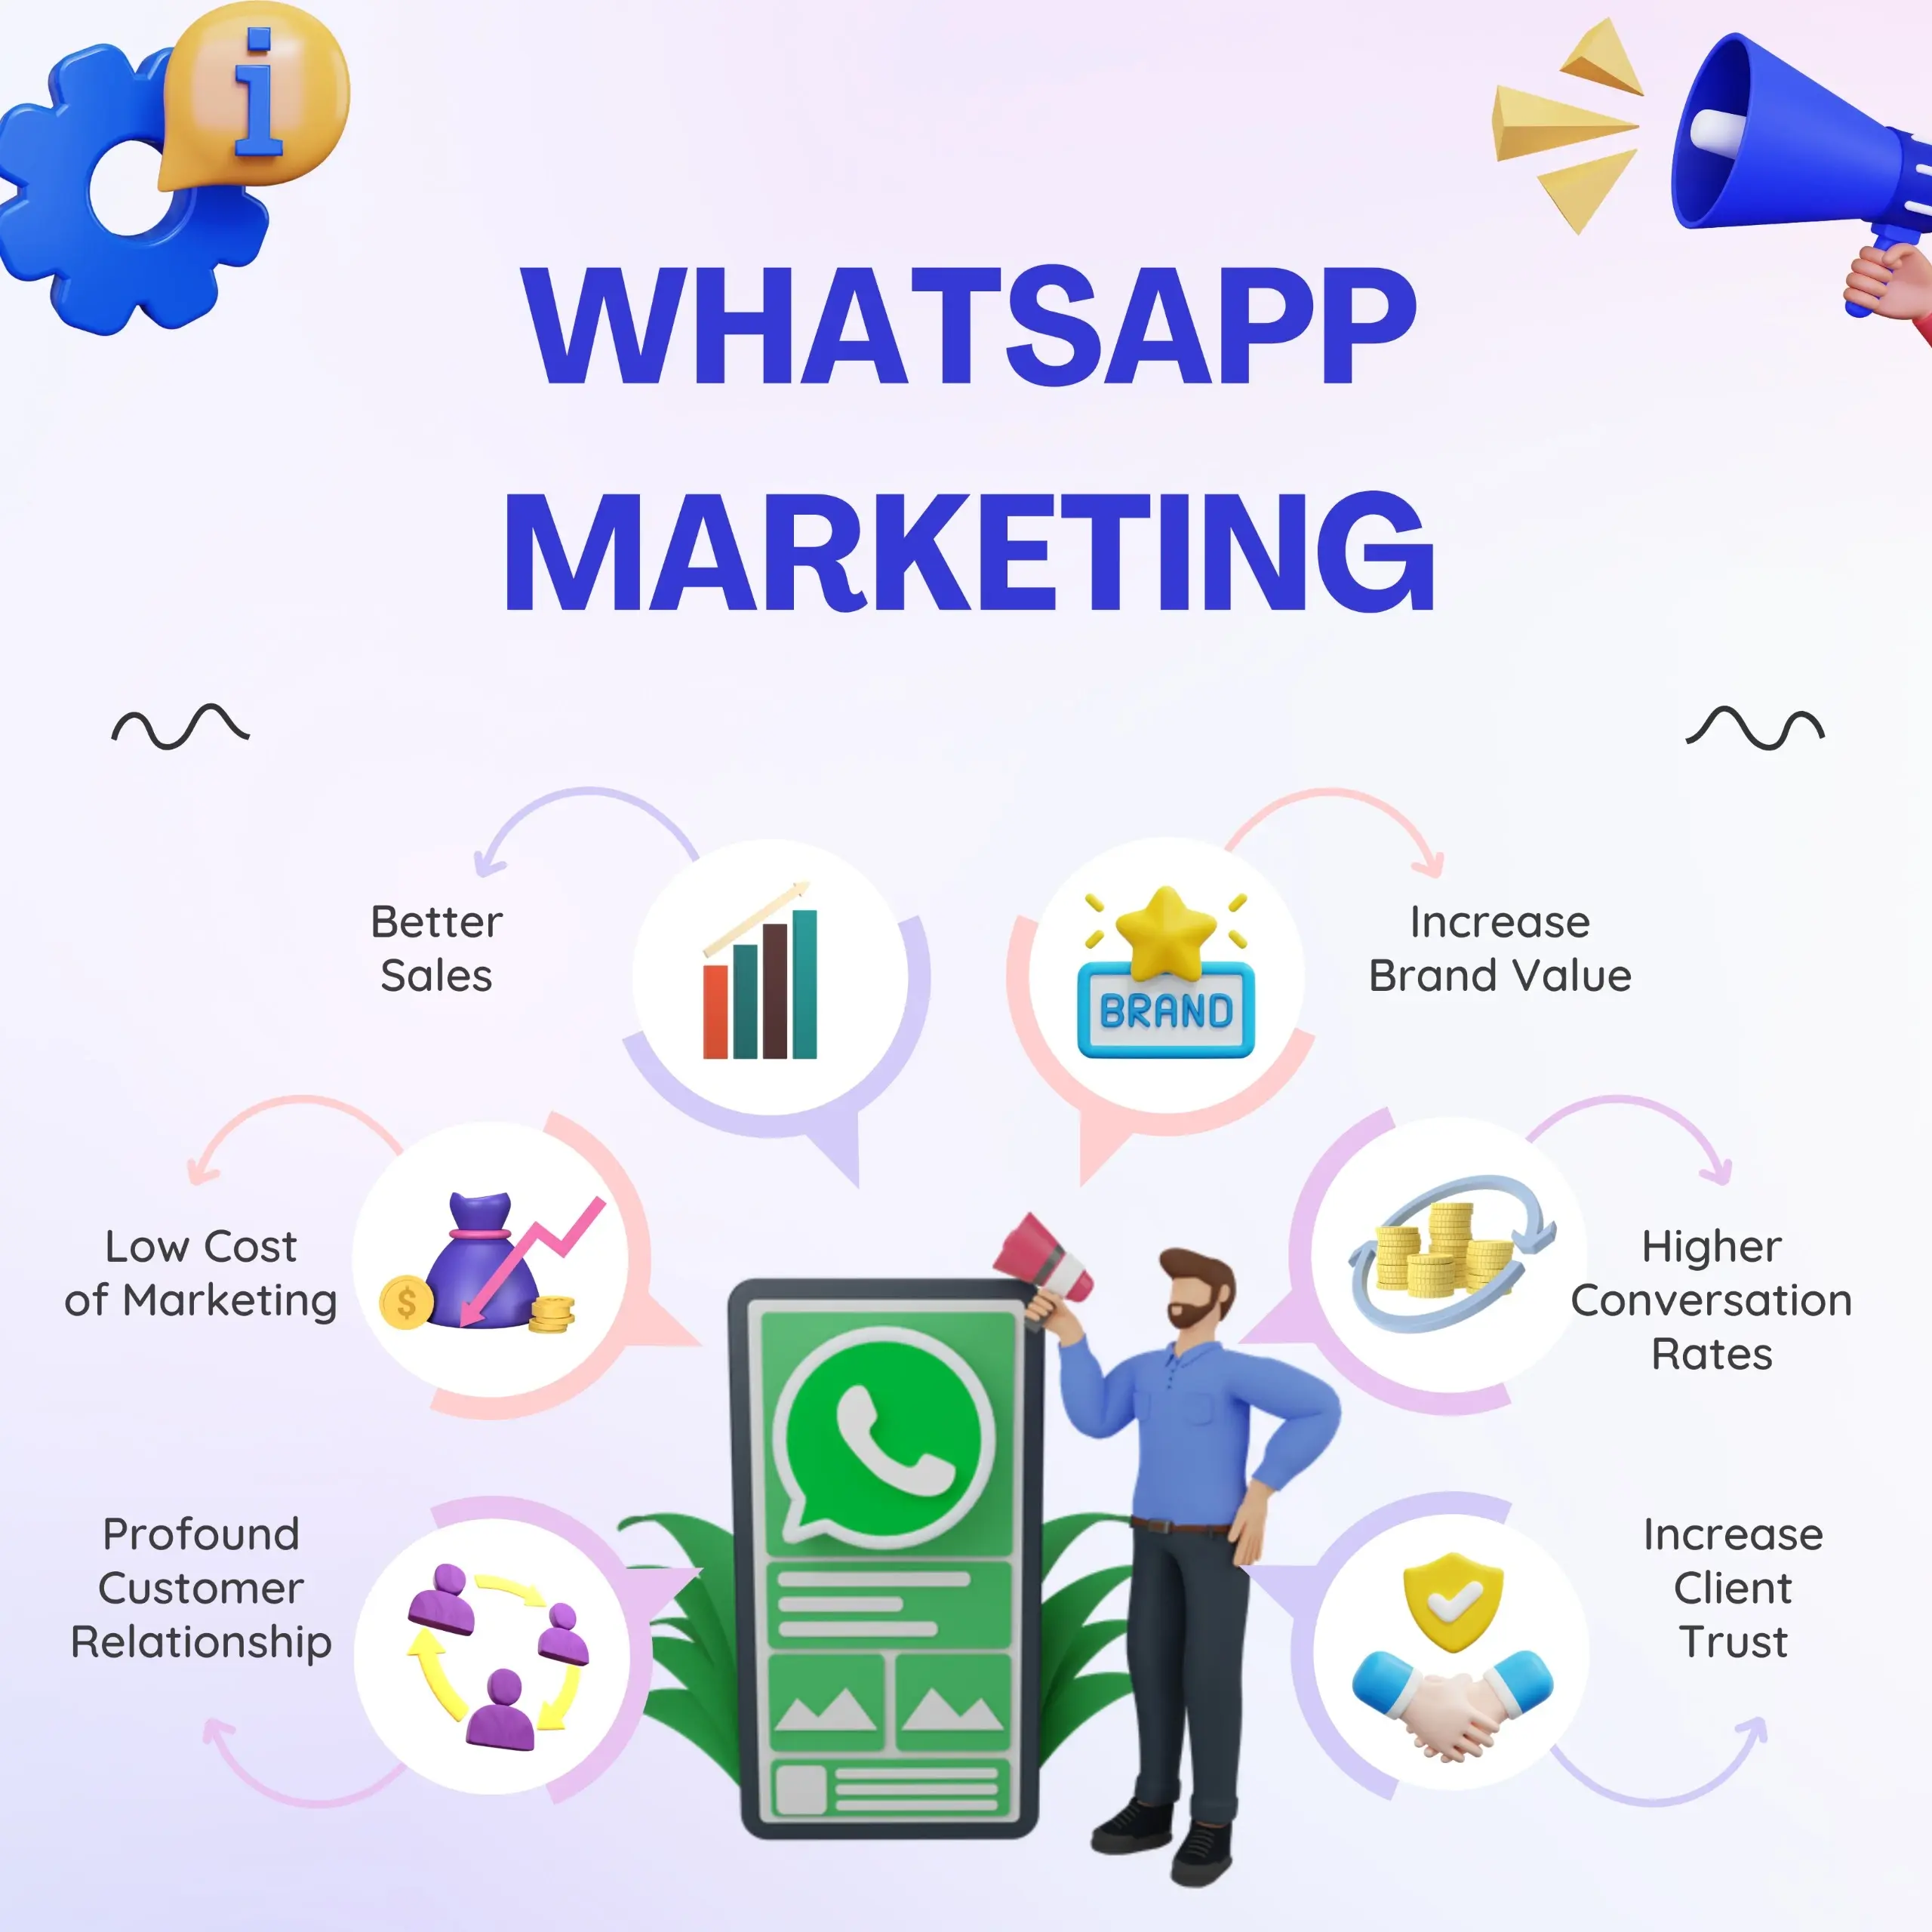 i
WHATSAPP
MARKETING
Better
Sales
Increase
Brand Value
BRAND
Low Cost
of Marketing
$
Higher
Conversation
Rates
Profound
Customer
Relationship
Increase
Client
Trust